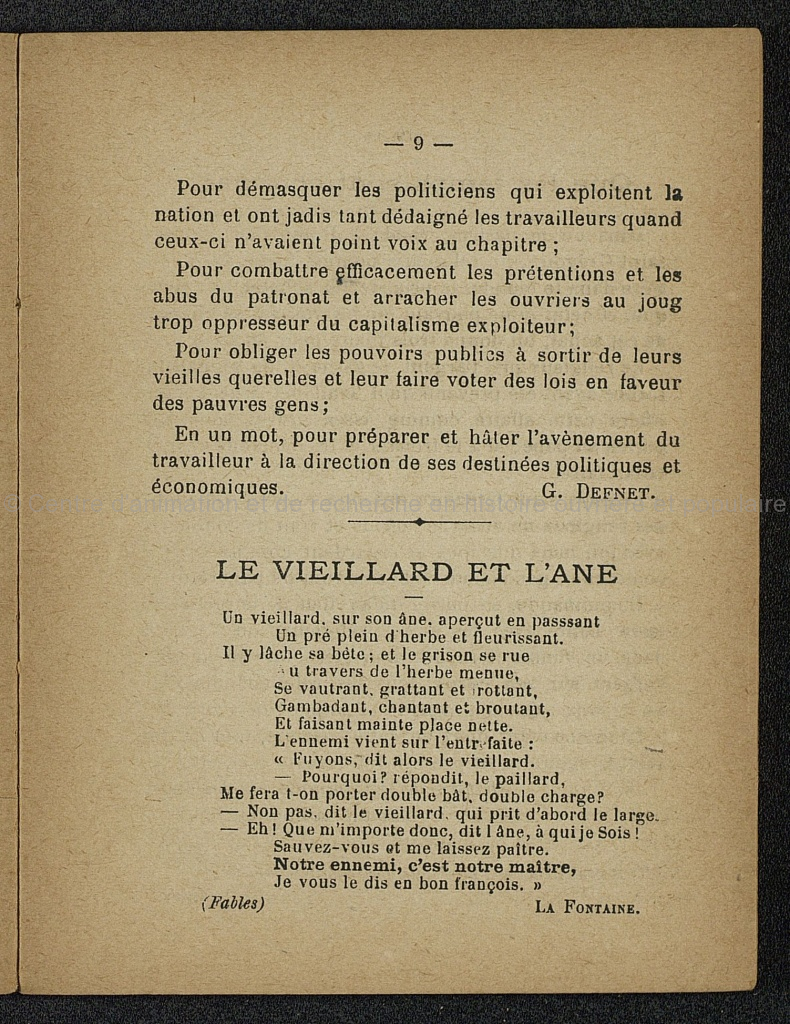 — 9 —
Pour démasquer les politiciens qui exploitent la
nation et ont jadis tant dédaigné les travailleurs quand
ceux-ci n'avaient point voix au chapitre ;
Pour combattre efficacement les prétentions et les
abus du patronat et arracher les ouvriers au joug
trop oppresseur du capitalisme exploiteur;
Pour obliger les pouvoirs publics à sortir de leurs
vieilles querelles et leur faire voter des lois en faveur
des pauvres gens;
En un mot, pour préparer et hâter l'avènement du
travailleur à la direction de ses destinées politiques et
économiques. G. DEFNET.
LE VIEILLARD ET L'ANE
Un vieillard, sur son âne. aperçut en passsant
Un pré plein d'herbe et fleurissant.
Il y lâche sa bête ; et le grison se rue
u travers de l'herbe menue,
Se vautrant, grattant et rottant,
Gambadant, chantant et broutant,
Et faisant mainte place nette.
L'ennemi vient sur l'entrefaite :
« Fuyons, dit alors le vieillard.
— Pourquoi? répondit, le paillard,
Me fera t-on porter double bât, double charge?
— Non pas, dit le vieillard, qui prit d'abord le large.
— Eh! Que m'importe donc, dit l âne, à qui je Sois !
Sauvez-vous et me laissez paître.
Notre ennemi, c'est notre maître,
Je vous le dis en bon françois. »
(Fables) LA FONTAINE.